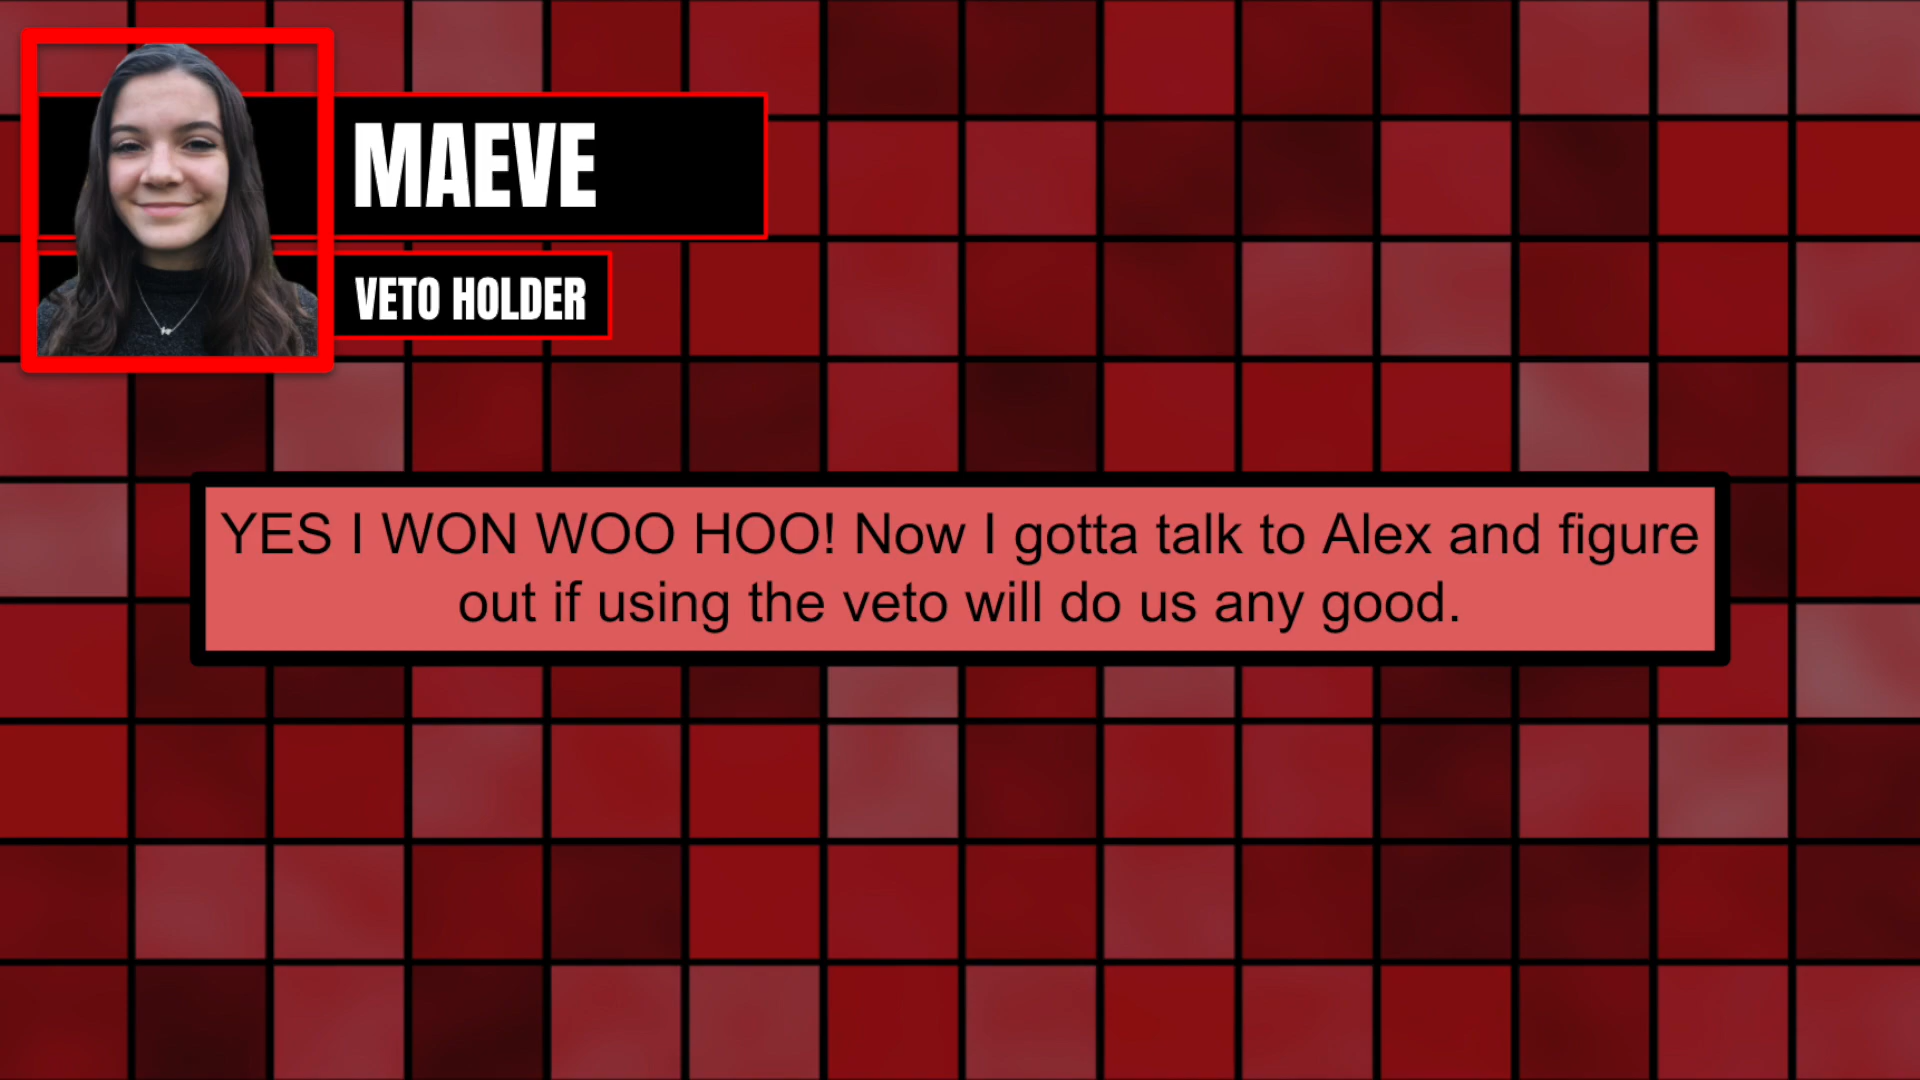 MAEVE
VETO HOLDER
YES I WON WOO HOO! Now I gotta talk to Alex and figure
out if using the veto will do us any good.